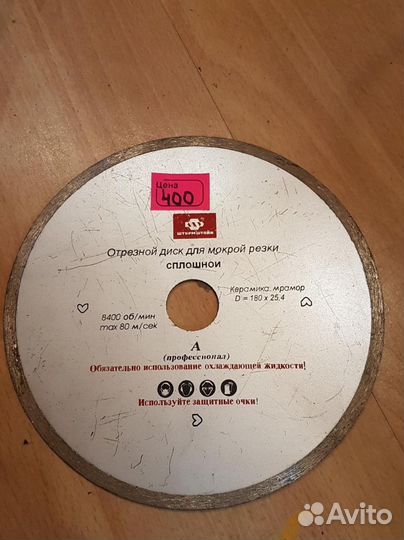 Цена
400
ШТУРМШТАЙН
Отрезной диск для мокрой резки
сплошной
Керамика, мрамор
D = 180 x 25,4
8400 об/мин
max 80 м/сек
А
(профессионал)
Обязательно использование охлаждающей жидкости!
Используйте защитные очки!
Avito